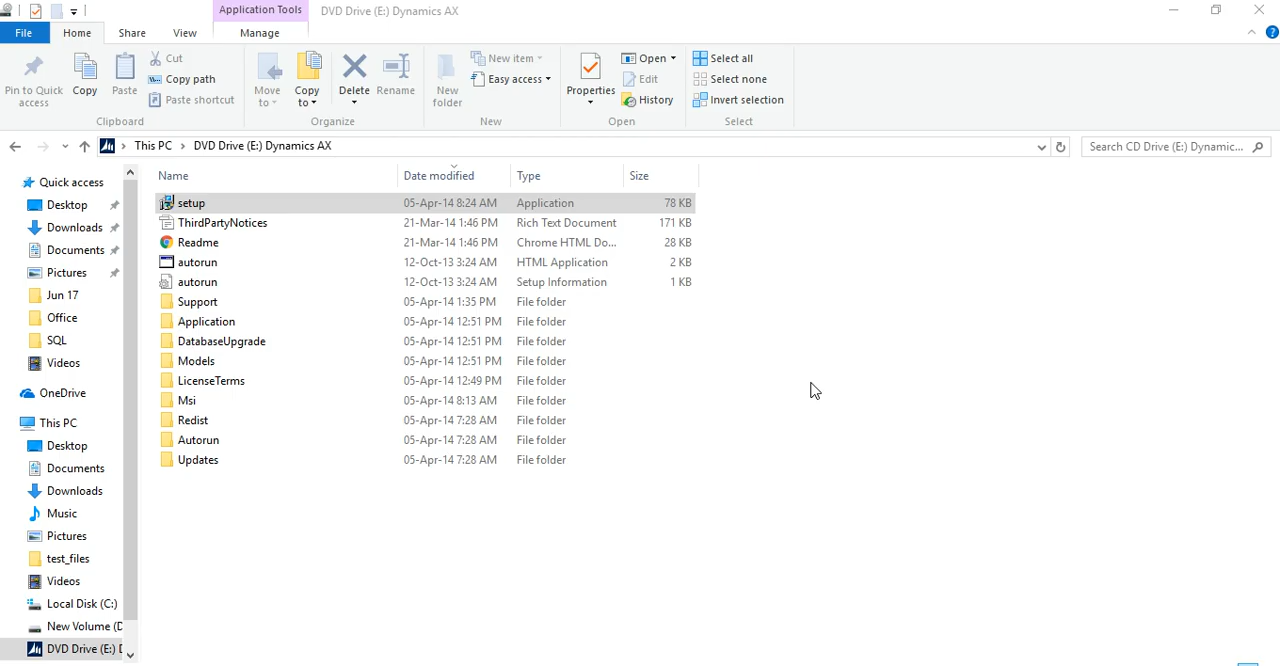 Application Tools DVD Drive (E:) Dynamics AX
File Home Share View Manage
Pin to Quick access
Copy
Paste
Cut
Copy path
Paste shortcut
Clipboard
Move to
Copy to
Delete
Rename
Organize
New folder
New item
Easy access
New
Properties
Open
Edit
History
Open
Select all
Select none
Invert selection
Select
This PC DVD Drive (E:) Dynamics AX
Search CD Drive (E:) Dynamic...
Quick access
Desktop
Downloads
Documents
Pictures
Jun 17
Office
SQL
Videos
OneDrive
This PC
Desktop
Documents
Downloads
Music
Pictures
test_files
Videos
Local Disk (C:)
New Volume (D
DVD Drive (E:) D
Name Date modified Type Size
setup 05-Apr-14 8:24 AM Application 78 KB
ThirdPartyNotices 21-Mar-14 1:46 PM Rich Text Document 171 KB
Readme 21-Mar-14 1:46 PM Chrome HTML Do... 28 KB
autorun 12-Oct-13 3:24 AM HTML Application 2 KB
autorun 12-Oct-13 3:24 AM Setup Information 1 KB
Support 05-Apr-14 1:35 PM File folder
Application 05-Apr-14 12:51 PM File folder
DatabaseUpgrade 05-Apr-14 12:51 PM File folder
Models 05-Apr-14 12:51 PM File folder
LicenseTerms 05-Apr-14 12:49 PM File folder
Msi 05-Apr-14 8:13 AM File folder
Redist 05-Apr-14 7:28 AM File folder
Autorun 05-Apr-14 7:28 AM File folder
Updates 05-Apr-14 7:28 AM File folder